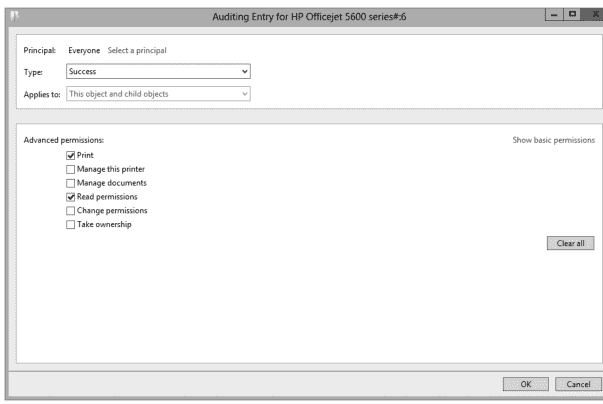 Auditing Entry for HP Officejet 5600 series#:6
Principal: Everyone Select a principal
Type: Success
Applies to: This object and child objects
Advanced permissions: Show basic permissions
Print
Manage this printer
Manage documents
Read permissions
Change permissions
Take ownership
Clear all
OK Cancel